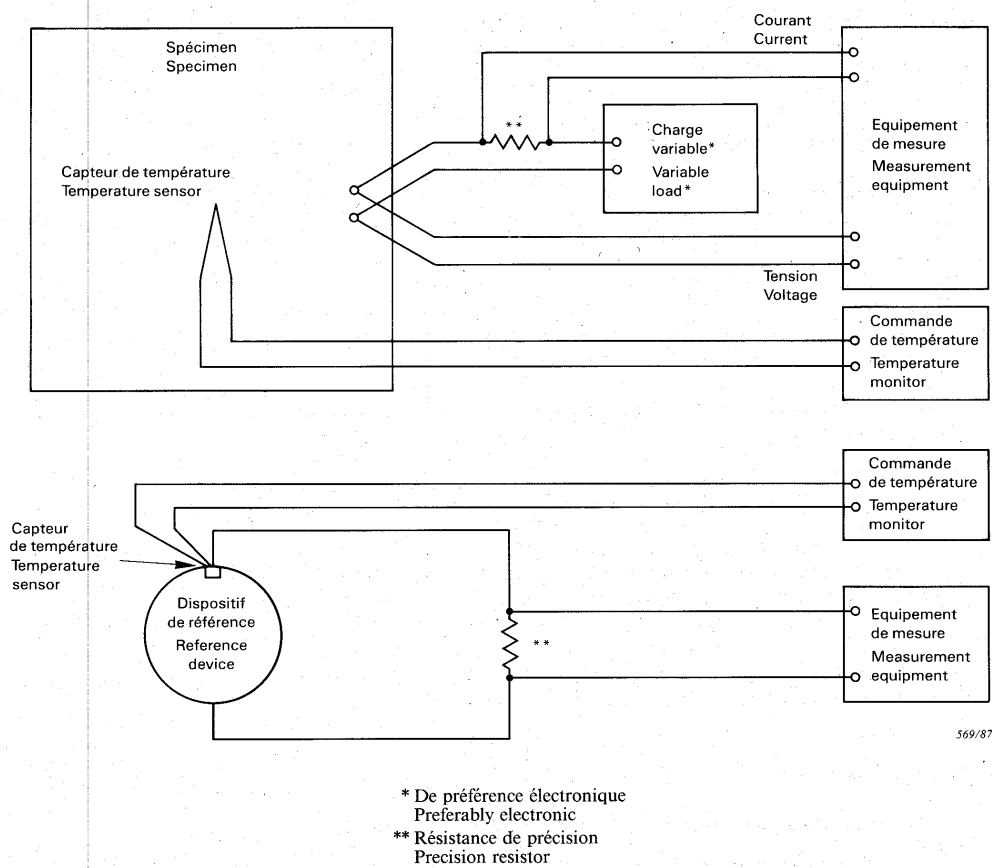 Courant
Current
Spécimen
Specimen
Capteur de température
Temperature sensor
**
Charge
variable*
Variable
load*
Equipement
de mesure
Measurement
equipment
Tension
Voltage
Commande
de température
Temperature
monitor
Commande
de température
Temperature
monitor
Capteur
de température
Temperature
sensor
Dispositif
de référence
Reference
device
**
Equipement
de mesure
Measurement
equipment
569/87
* De préférence électronique
Preferably electronic
** Résistance de précision
Precision resistor